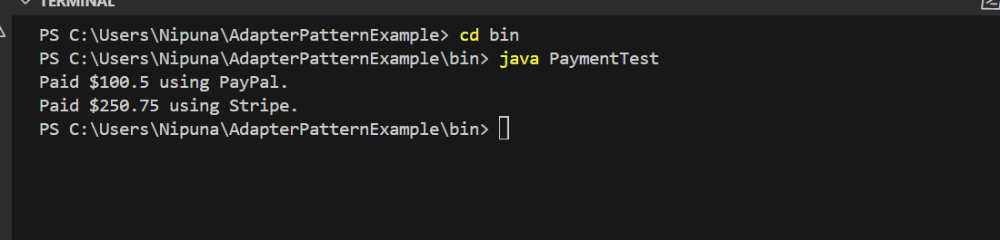 TERMINAL
PS C:\Users\Nipuna\AdapterPatternExample> cd bin
PS C:\Users\Nipuna\AdapterPatternExample\bin> java PaymentTest
Paid $100.5 using PayPal.
Paid $250.75 using Stripe.
PS C:\Users\Nipuna\AdapterPatternExample\bin>